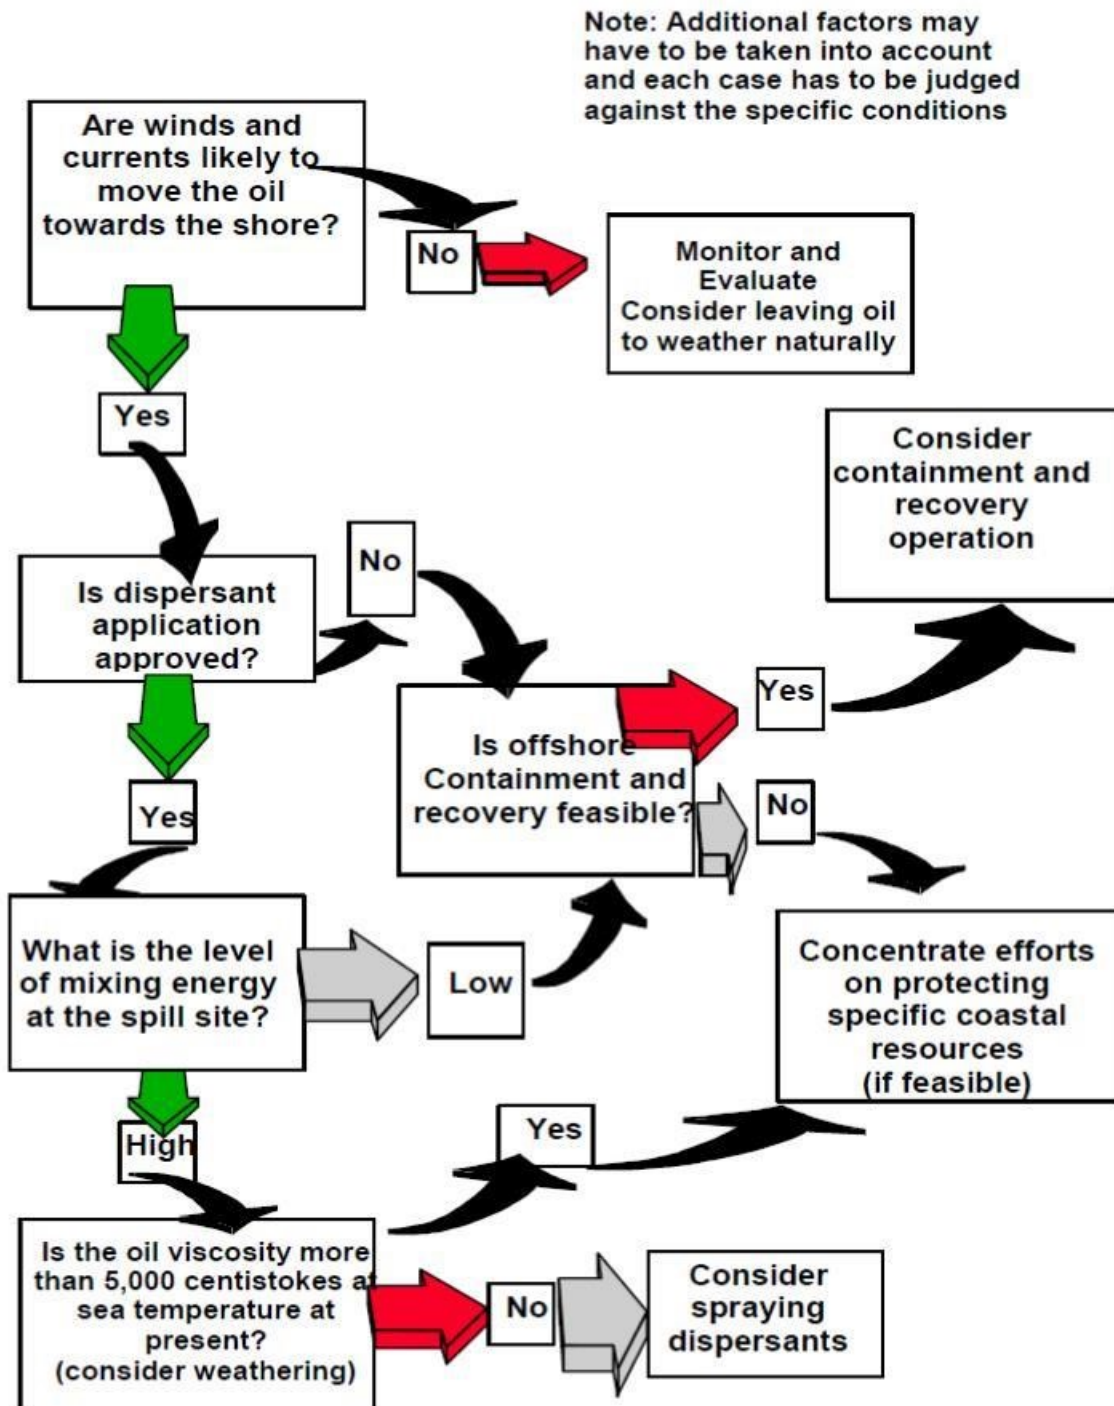 Note: Additional factors may
have to be taken into account
and each case has to be judged
against the specific conditions
Are winds and
currents likely to
move the oil
towards the shore?
No
Monitor and
Evaluate
Consider leaving oil
to weather naturally
Yes
Consider
containment and
recovery
operation
Is dispersant
application
approved?
No
Is offshore
Containment and
recovery feasible?
Yes
No
Yes
What is the level
of mixing energy
at the spill site?
Low
Concentrate efforts
on protecting
specific coastal
resources
(if feasible)
High
Yes
Is the oil viscosity more
than 5,000 centistokes at
sea temperature at
present?
(consider weathering)
No
Consider
spraying
dispersants